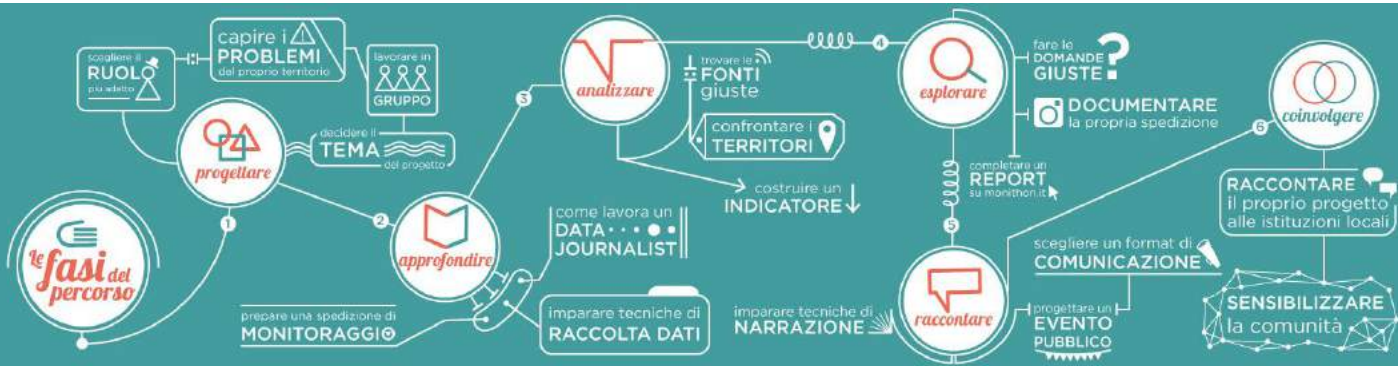 Le
fasi del
percorso
1
progettare
scegliere il
RUOLO
più adatto
capire i
PROBLEMI
del proprio territorio
lavorare in
GRUPPO
decidere il
TEMA
del progetto
2
approfondire
prepare una spedizione di
MONITORAGGIO
come lavora un
DATA
JOURNALIST
imparare tecniche di
RACCOLTA DATI
3
analizzare
trovare le
FONTI
giuste
confrontare i
TERRITORI
costruire un
INDICATORE
4
esplorare
fare le
DOMANDE
GIUSTE?
DOCUMENTARE
la propria spedizione
completare un
REPORT
su monithon.it
5
raccontare
imparare tecniche di
NARRAZIONE
scegliere un format di
COMUNICAZIONE
progettare un
EVENTO
PUBBLICO
6
coinvolgere
RACCONTARE
il proprio progetto
alle istituzioni locali
SENSIBILIZZARE
la comunità